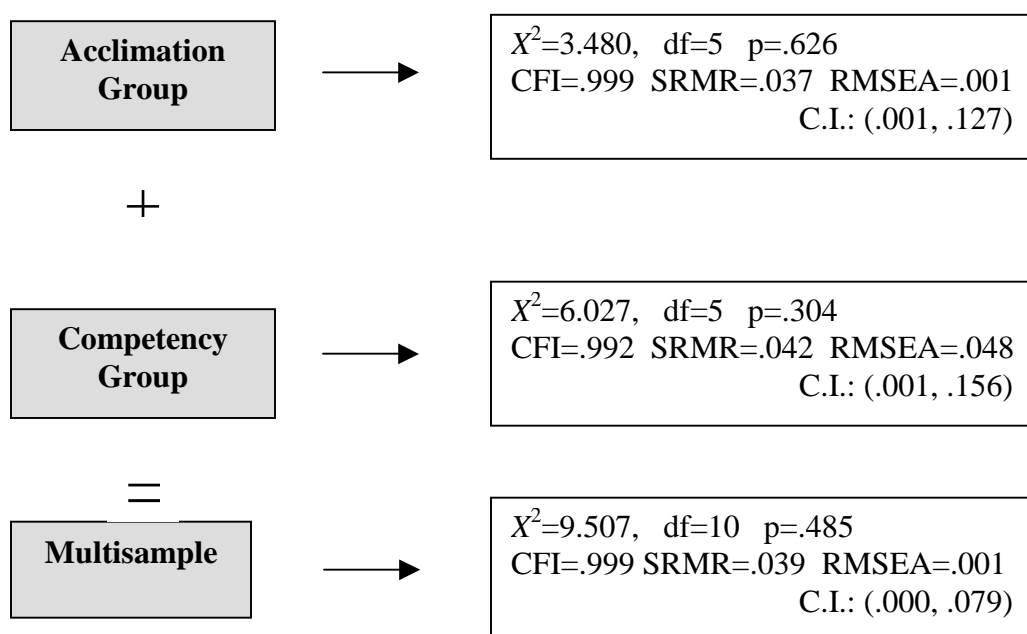 Acclimation
Group
X²=3.480, df=5 p=.626
CFI=.999 SRMR=.037 RMSEA=.001
C.I.: (.001, .127)
+
Competency
Group
X²=6.027, df=5 p=.304
CFI=.992 SRMR=.042 RMSEA=.048
C.I.: (.001, .156)
=
Multisample
X²=9.507, df=10 p=.485
CFI=.999 SRMR=.039 RMSEA=.001
C.I.: (.000, .079)